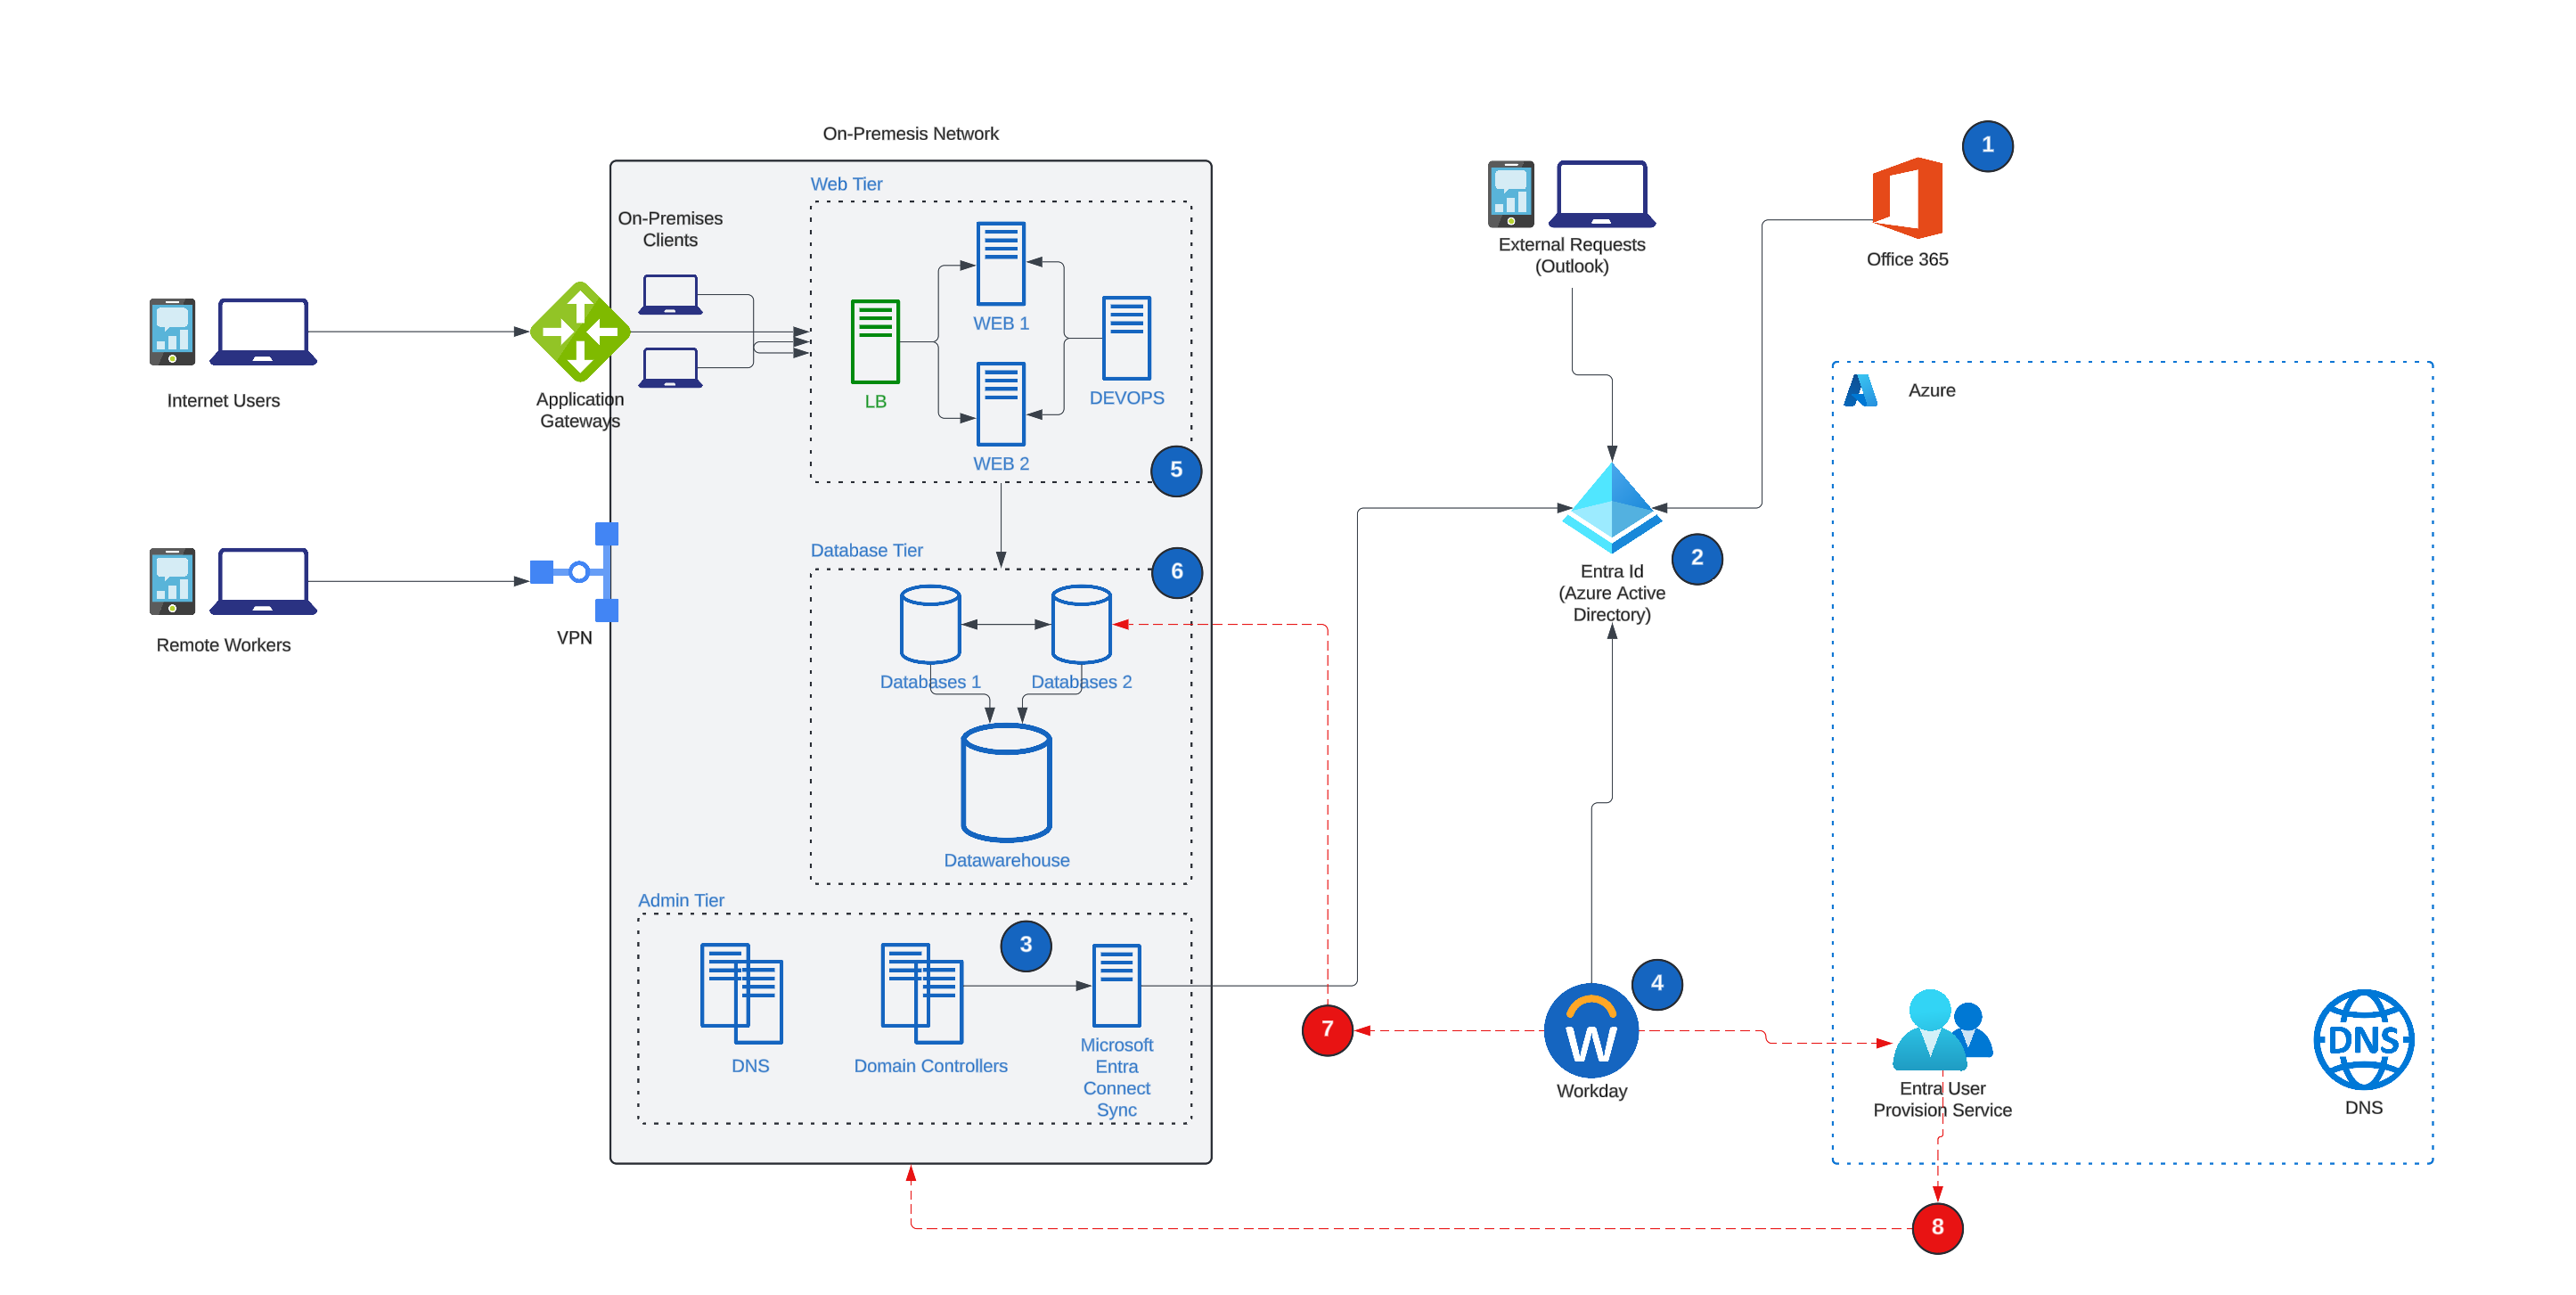 On-Premesis Network
1
Web Tier
On-Premises
Clients
External Requests
(Outlook)
Office 365
WEB 1
Application
Gateways
Internet Users
LB
DEVOPS
Azure
WEB 2
5
Database Tier
6
2
Entra Id
(Azure Active
Directory)
VPN
Remote Workers
Databases 1
Databases 2
Datawarehouse
Admin Tier
3
4
7
W
DNS
DNS
Domain Controllers
Microsoft
Entra
Connect
Sync
Workday
Entra User
Provision Service
DNS
8